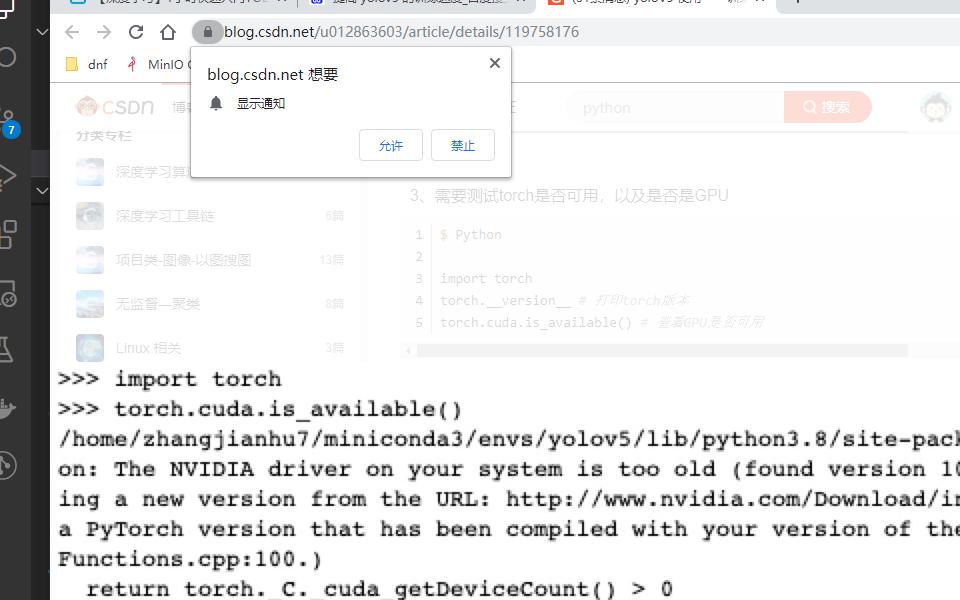 blog.csdn.net/u012863603/article/details/119758176
dnf
MinIO
blog.csdn.net 想要
显示通知
允许
禁止
CSDN
python
搜索
分类专栏
深度学习算
深度学习工具链
6篇
项目类-图像-以图搜图
13篇
无监督—聚类
8篇
Linux 相关
3篇
3、需要测试torch是否可用，以及是否是GPU
1 $ Python
2
3 import torch
4 torch.__version__ # 打印torch版本
5 torch.cuda.is_available() # 查看GPU是否可用
7
>>> import torch
>>> torch.cuda.is_available()
/home/zhangjianhu7/miniconda3/envs/yolov5/lib/python3.8/site-pack
on: The NVIDIA driver on your system is too old (found version 10
ing a new version from the URL: http://www.nvidia.com/Download/in
a PyTorch version that has been compiled with your version of the
Functions.cpp:100.)
return torch._C._cuda_getDeviceCount() > 0